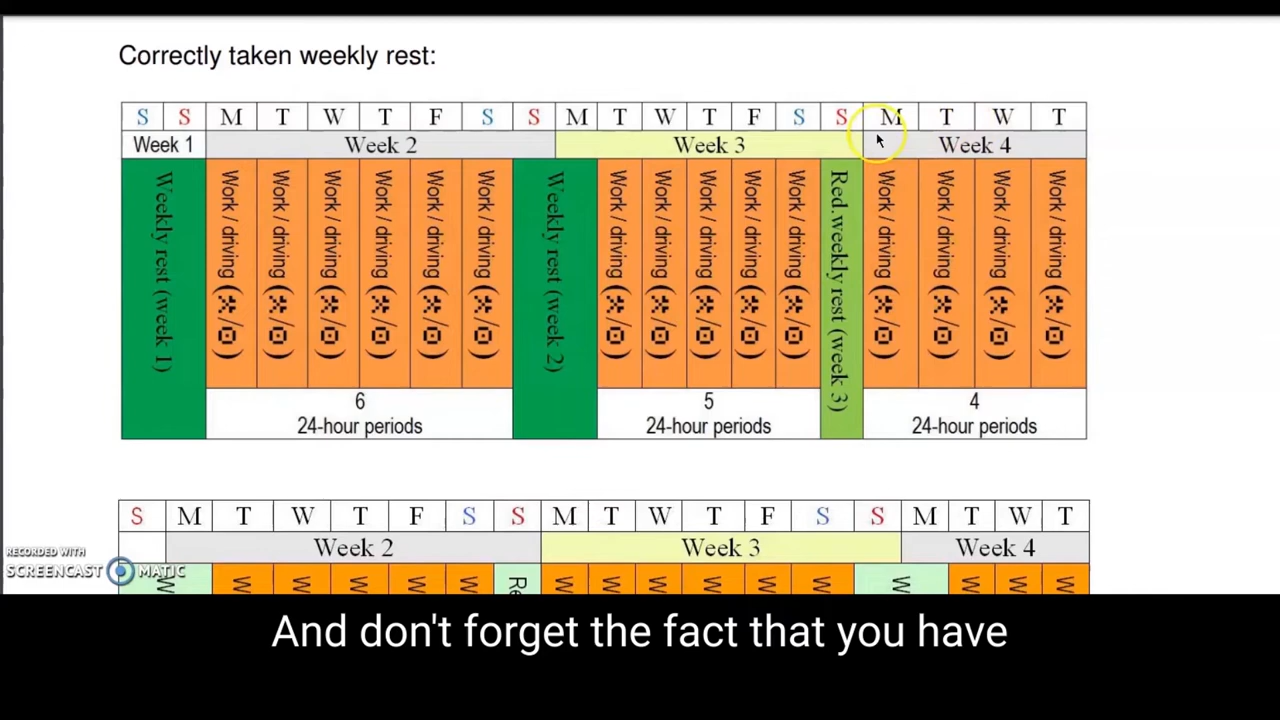 Correctly taken weekly rest:
S S M T W T F S S M T W T F S S M T W T
Week 1 Week 2 Week 3 Week 4
Weekly rest (week 1)
Work / driving (⚒/⊙)
Work / driving (⚒/⊙)
Work / driving (⚒/⊙)
Work / driving (⚒/⊙)
Work / driving (⚒/⊙)
Work / driving (⚒/⊙)
Weekly rest (week 2)
Work / driving (⚒/⊙)
Work / driving (⚒/⊙)
Work / driving (⚒/⊙)
Work / driving (⚒/⊙)
Work / driving (⚒/⊙)
Red.weekly rest (week 3)
Work / driving (⚒/⊙)
Work / driving (⚒/⊙)
Work / driving (⚒/⊙)
Work / driving (⚒/⊙)
6 5 4
24-hour periods 24-hour periods 24-hour periods
S M T W T F S S M T W T F S S M T W T
Week 2 Week 3 Week 4
W W W W W W Re W W W W W W W W W W
RECORDED WITH
SCREENCAST MATIC
And don't forget the fact that you have